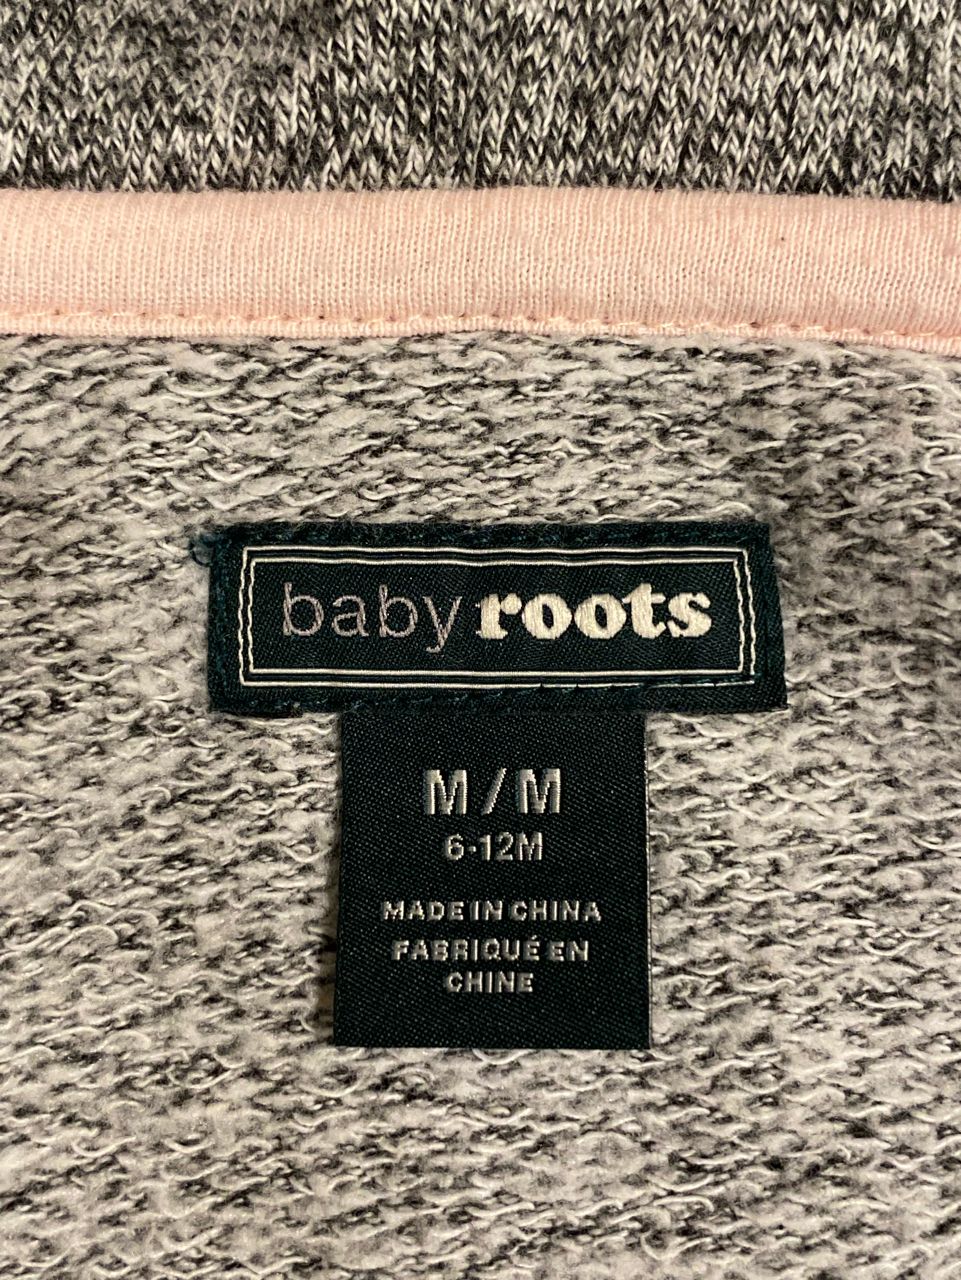 baby roots
M/M
6-12M
MADE IN CHINA
FABRIQUÉ EN
CHINE